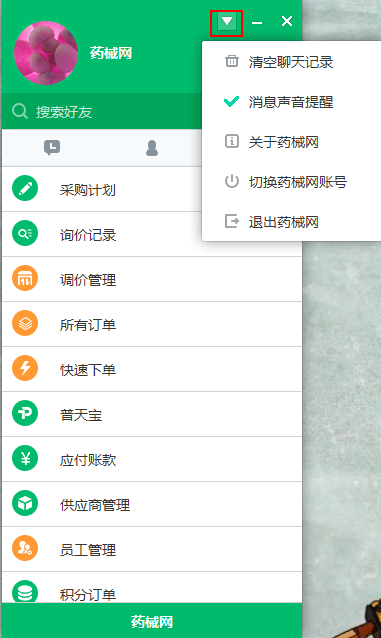 药械网
搜索好友
清空聊天记录
消息声音提醒
关于药械网
切换药械网账号
退出药械网
采购计划
询价记录
调价管理
所有订单
快速下单
普天宝
应付账款
供应商管理
员工管理
积分订单
药械网